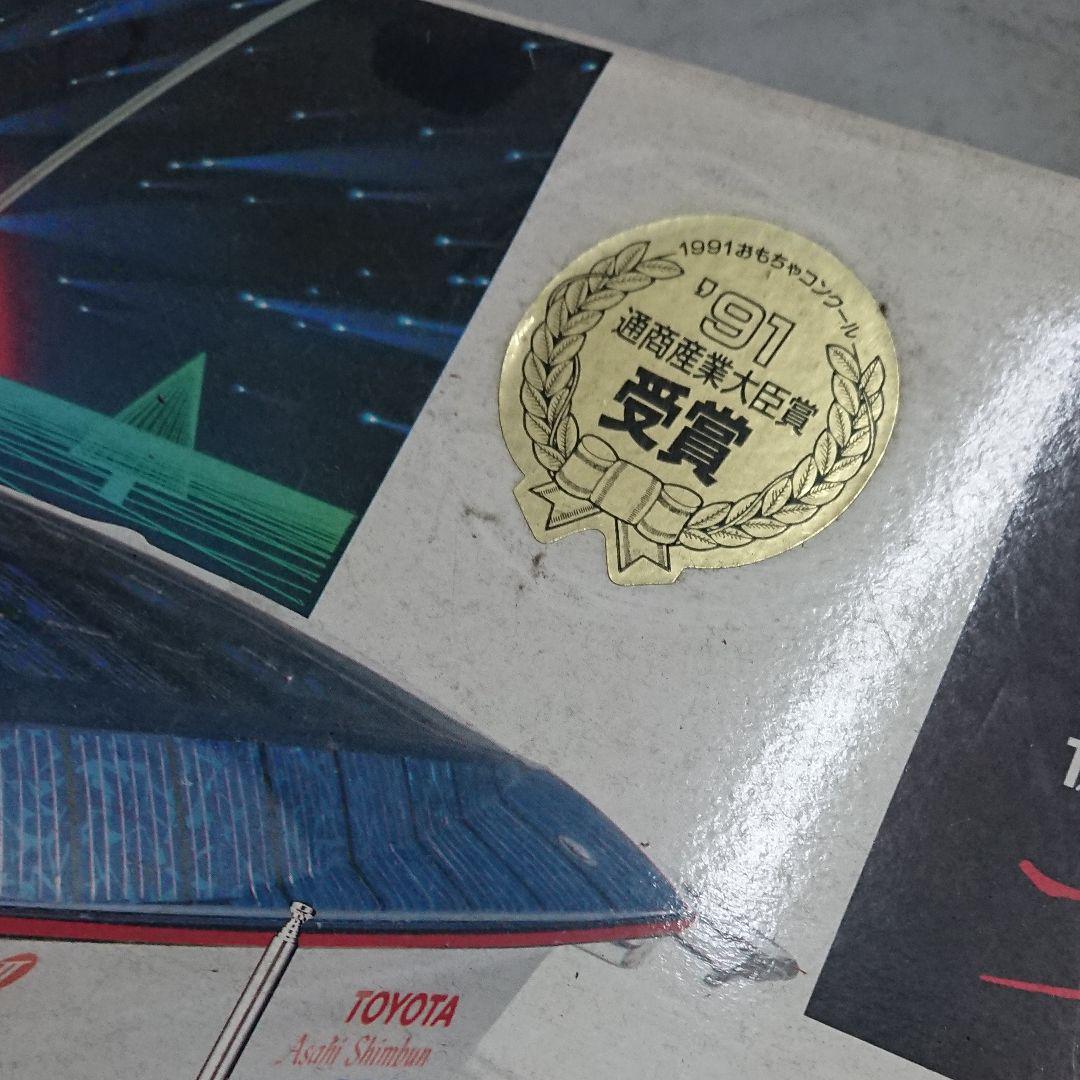 1991おもちゃコンクール
'91
通商産業大臣賞
受賞
TOYOTA
Asahi Shimbun